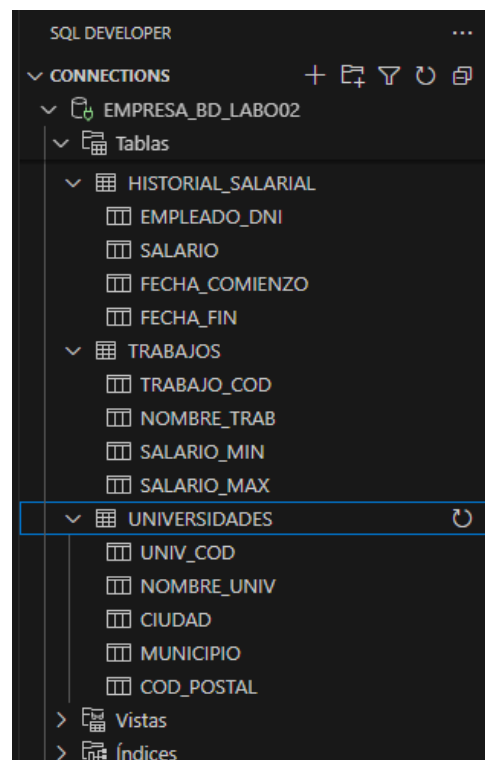 SQL DEVELOPER
CONNECTIONS
EMPRESA_BD_LABO02
Tablas
HISTORIAL_SALARIAL
EMPLEADO_DNI
SALARIO
FECHA_COMIENZO
FECHA_FIN
TRABAJOS
TRABAJO_COD
NOMBRE_TRAB
SALARIO_MIN
SALARIO_MAX
UNIVERSIDADES
UNIV_COD
NOMBRE_UNIV
CIUDAD
MUNICIPIO
COD_POSTAL
Vistas
Índices